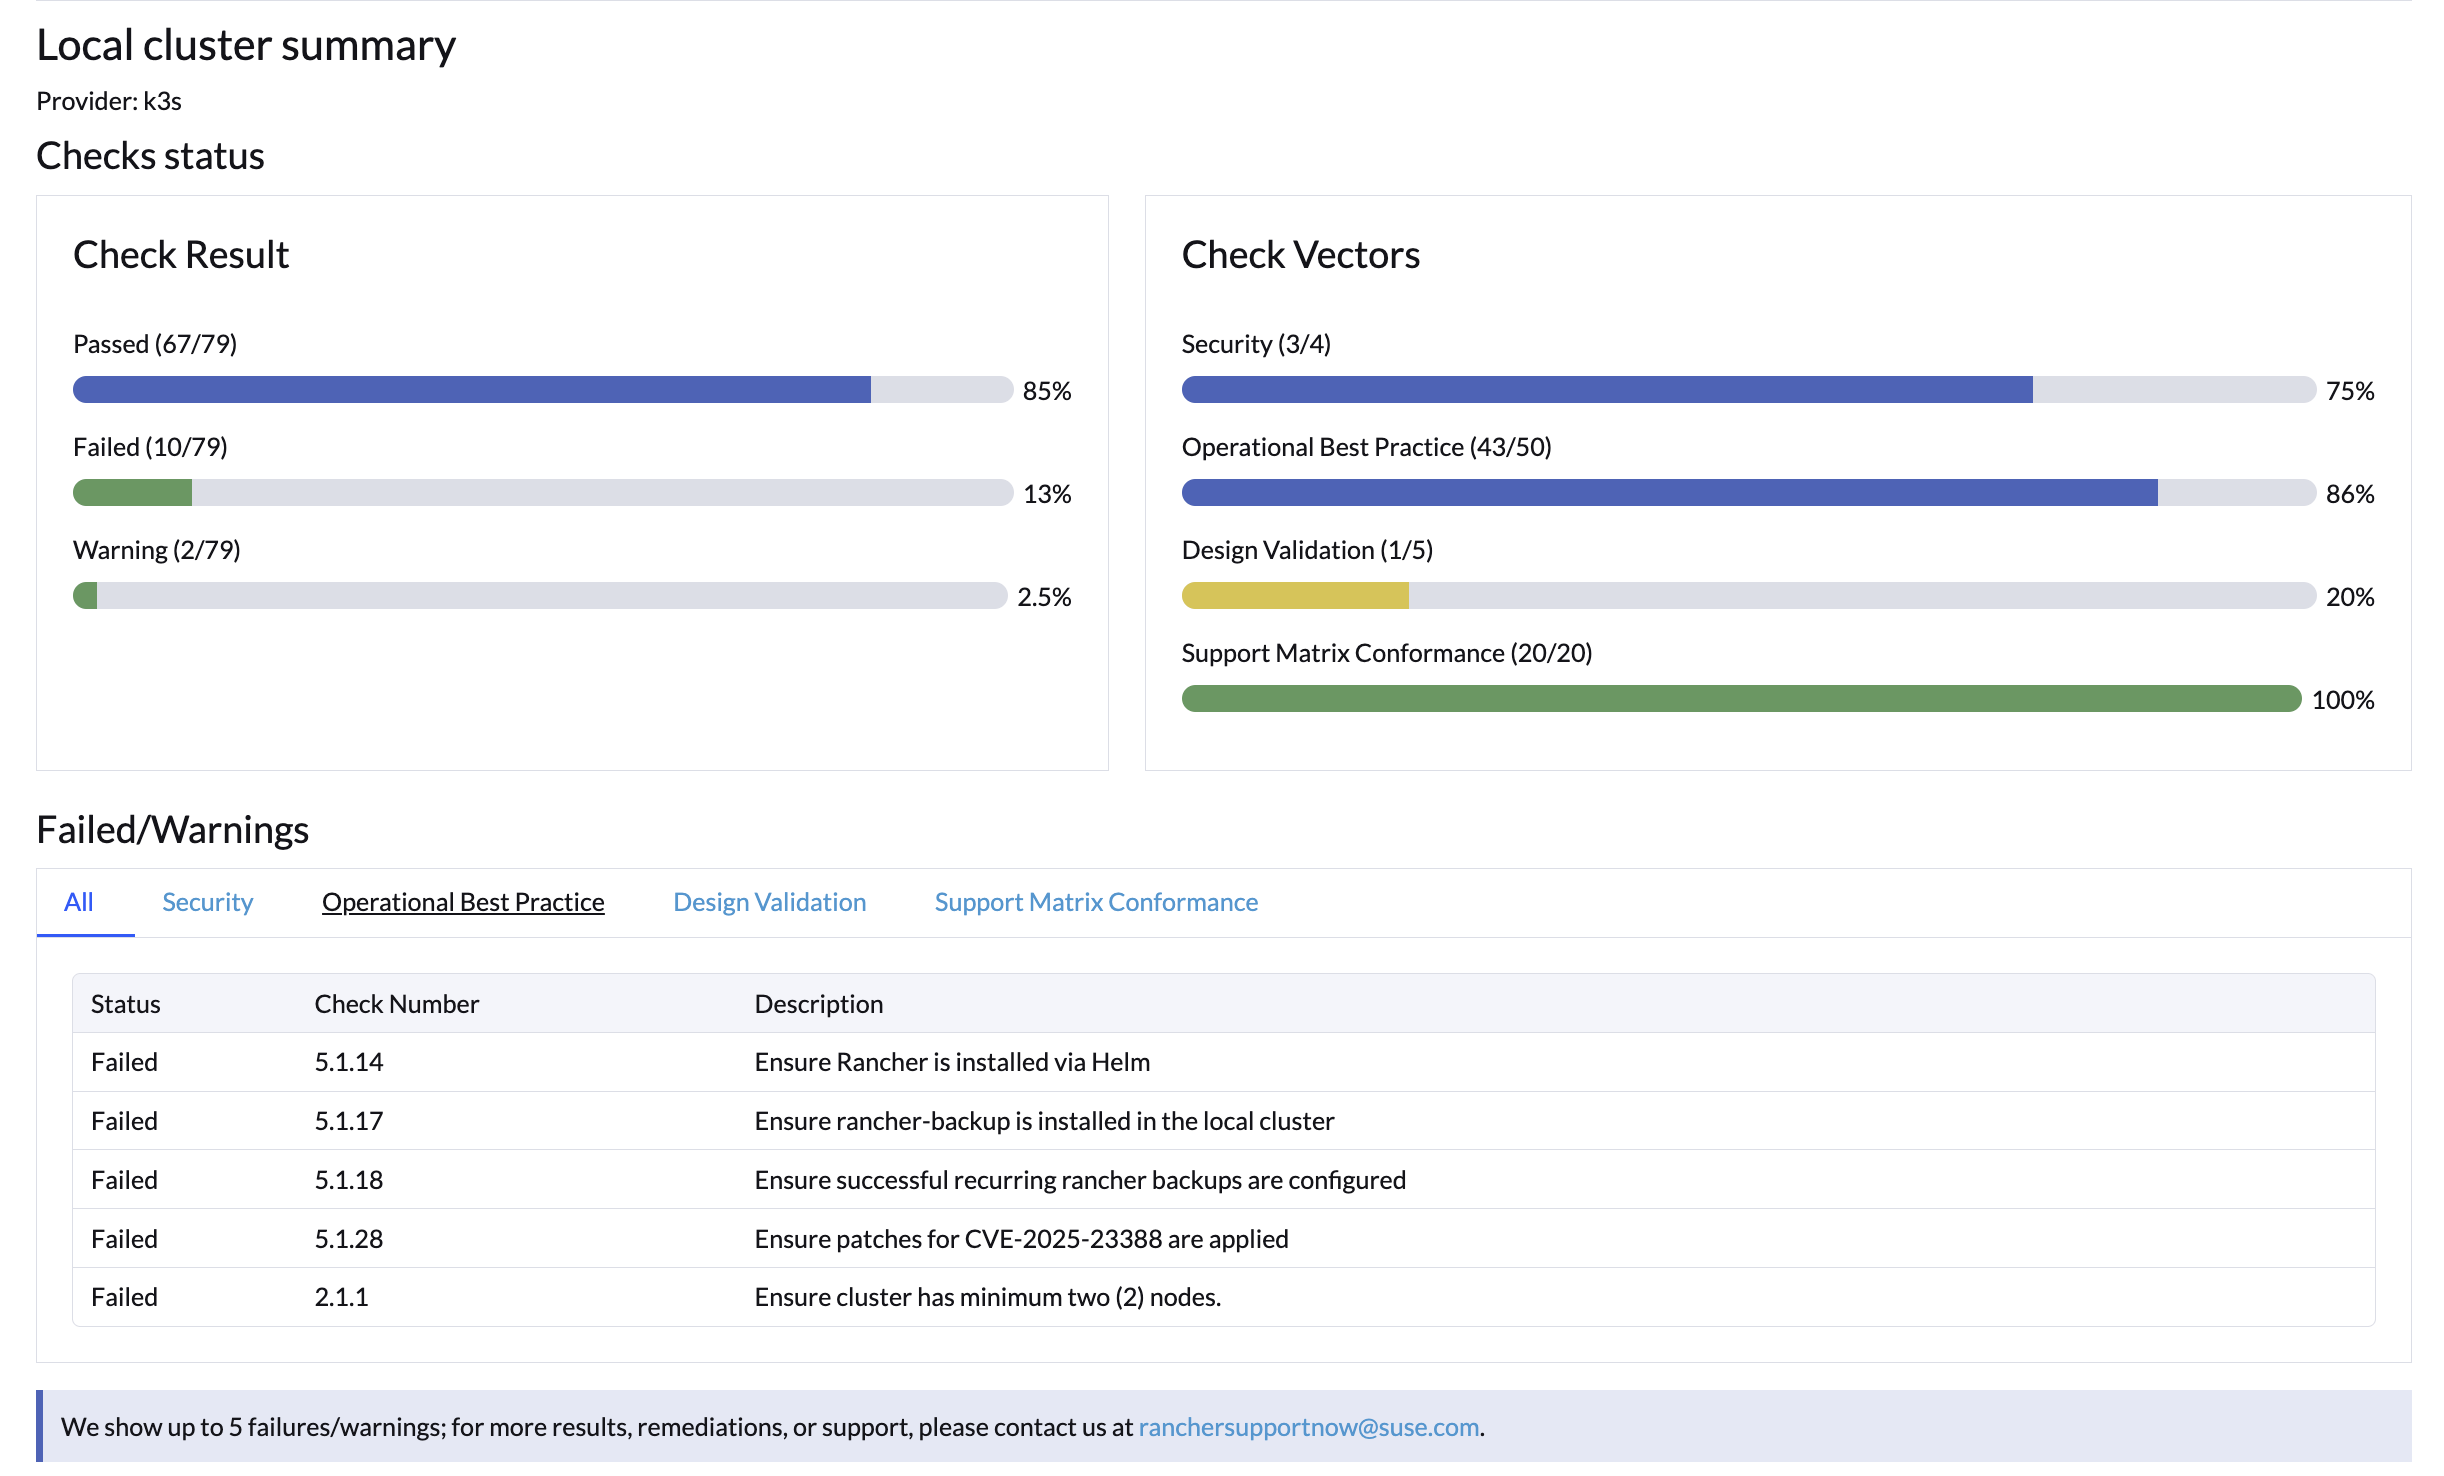 Local cluster summary
Provider: k3s
Checks status
Check Result
Passed (67/79)
85%
Failed (10/79)
13%
Warning (2/79)
2.5%
Check Vectors
Security (3/4)
75%
Operational Best Practice (43/50)
86%
Design Validation (1/5)
20%
Support Matrix Conformance (20/20)
100%
Failed/Warnings
All Security Operational Best Practice Design Validation Support Matrix Conformance
Status Check Number Description
Failed 5.1.14 Ensure Rancher is installed via Helm
Failed 5.1.17 Ensure rancher-backup is installed in the local cluster
Failed 5.1.18 Ensure successful recurring rancher backups are configured
Failed 5.1.28 Ensure patches for CVE-2025-23388 are applied
Failed 2.1.1 Ensure cluster has minimum two (2) nodes.
We show up to 5 failures/warnings; for more results, remediations, or support, please contact us at ranchersupportnow@suse.com.